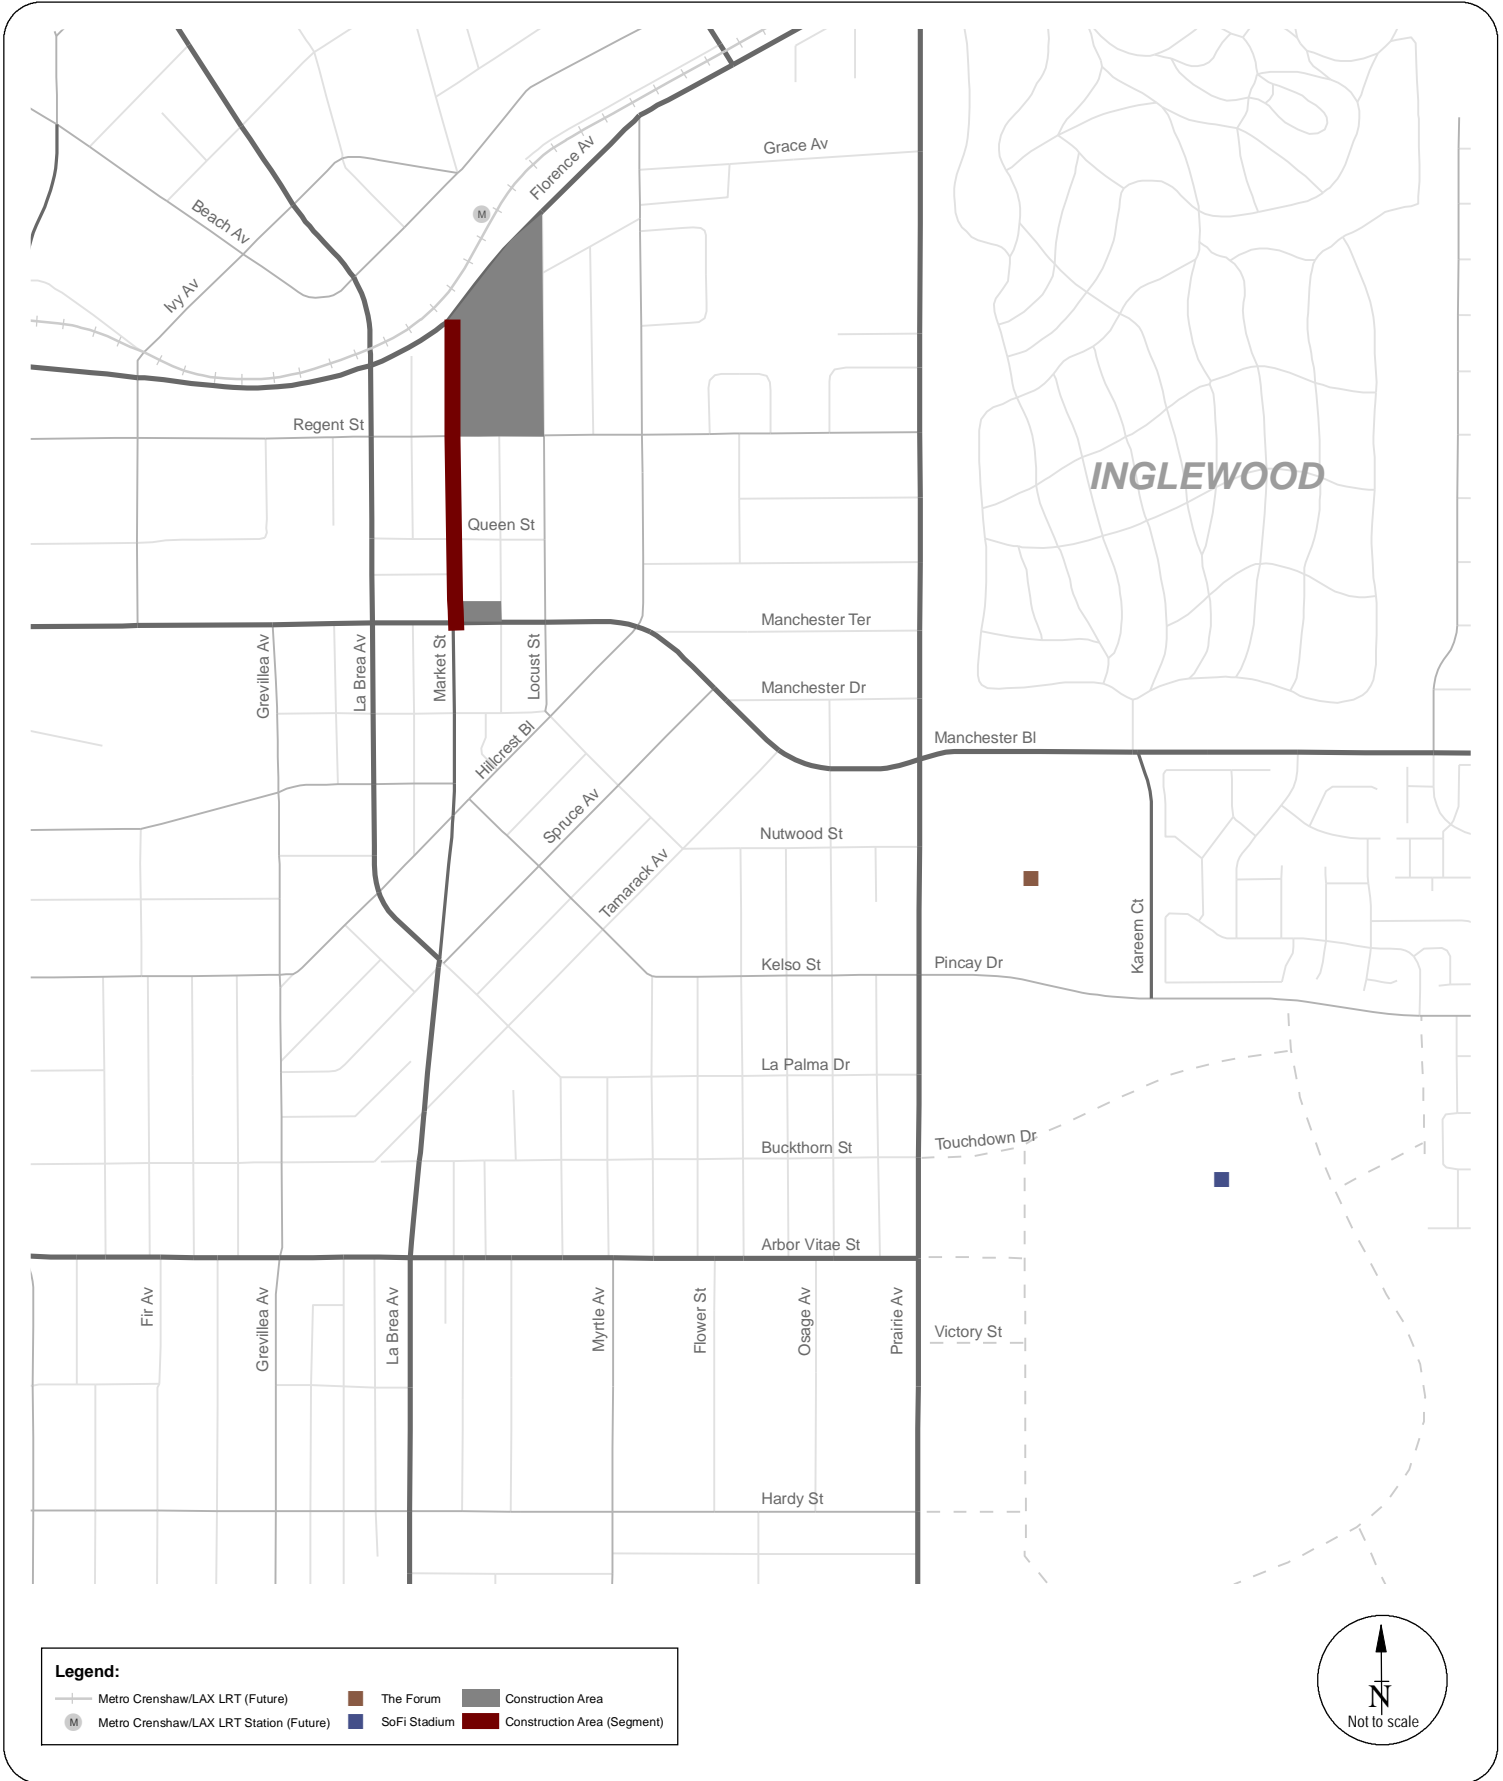 Grace Av
Florence Av
M
Beach Av
Ivy Av
Regent St
INGLEWOOD
Queen St
Manchester Ter
Grevillea Av
La Brea Av
Market St
Locust St
Manchester Dr
Hillcrest Bl
Manchester Bl
Spruce Av
Nutwood St
Tamarack Av
Kareem Ct
Kelso St
Pincay Dr
La Palma Dr
Touchdown Dr
Buckthorn St
Arbor Vitae St
Fir Av
Grevillea Av
La Brea Av
Myrtle Av
Flower St
Osage Av
Prairie Av
Victory St
Hardy St
Legend:
Metro Crenshaw/LAX LRT (Future)
The Forum
Construction Area
M
Metro Crenshaw/LAX LRT Station (Future)
SoFi Stadium
Construction Area (Segment)
N
Not to scale